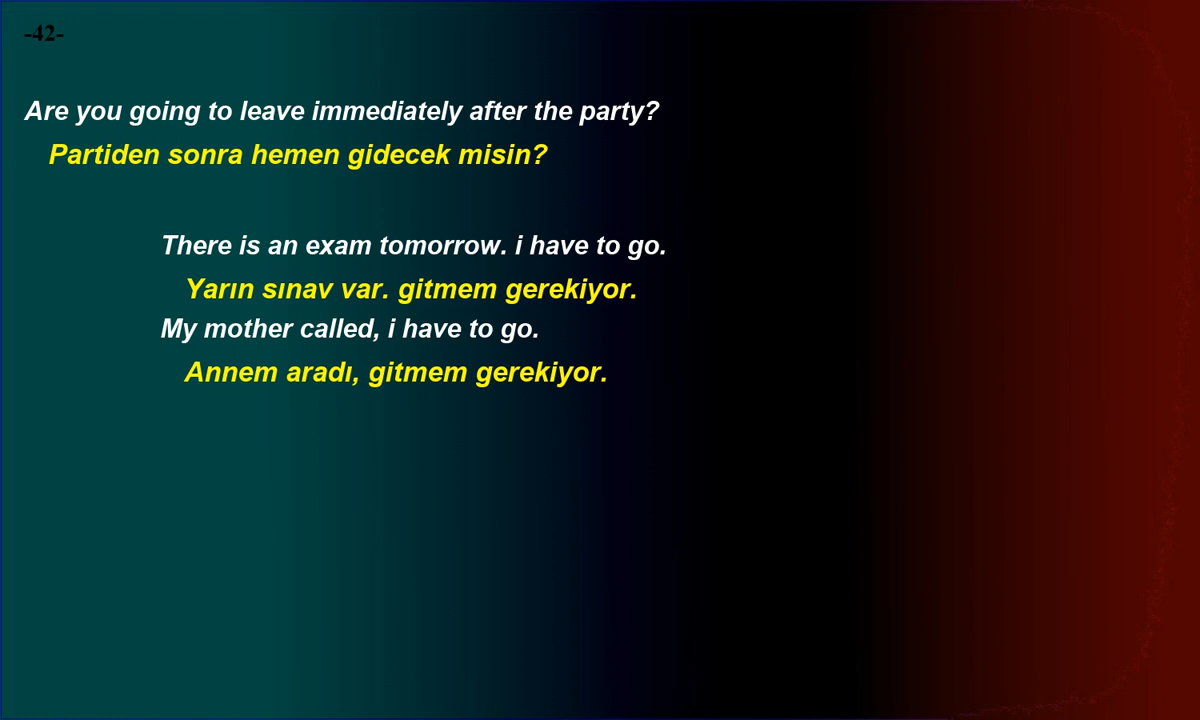 -42-
Are you going to leave immediately after the party?
Partiden sonra hemen gidecek misin?
There is an exam tomorrow. i have to go.
Yarın sınav var. gitmem gerekiyor.
My mother called, i have to go.
Annem aradı, gitmem gerekiyor.